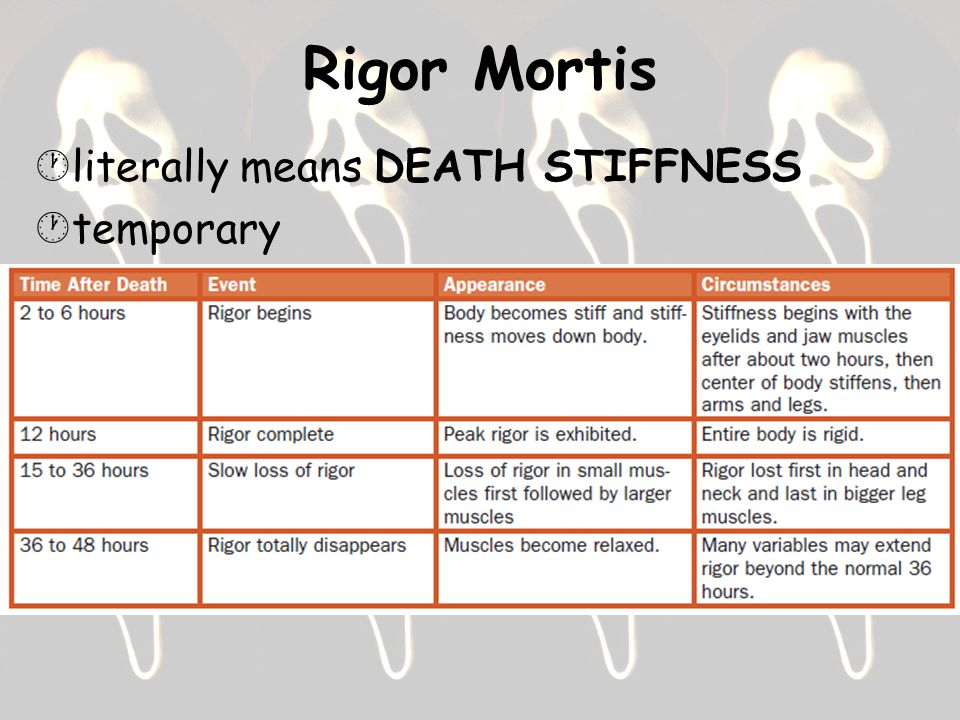 Rigor Mortis
literally means DEATH STIFFNESS
temporary
Time After Death Event Appearance Circumstances
2 to 6 hours Rigor begins Body becomes stiff and stiff- Stiffness begins with the
ness moves down body. eyelids and jaw muscles
after about two hours, then
center of body stiffens, then
arms and legs.
12 hours Rigor complete Peak rigor is exhibited. Entire body is rigid.
15 to 36 hours Slow loss of rigor Loss of rigor in small mus- Rigor lost first in head and
cles first followed by larger neck and last in bigger leg
muscles muscles.
36 to 48 hours Rigor totally disappears Muscles become relaxed. Many variables may extend
rigor beyond the normal 36
hours.